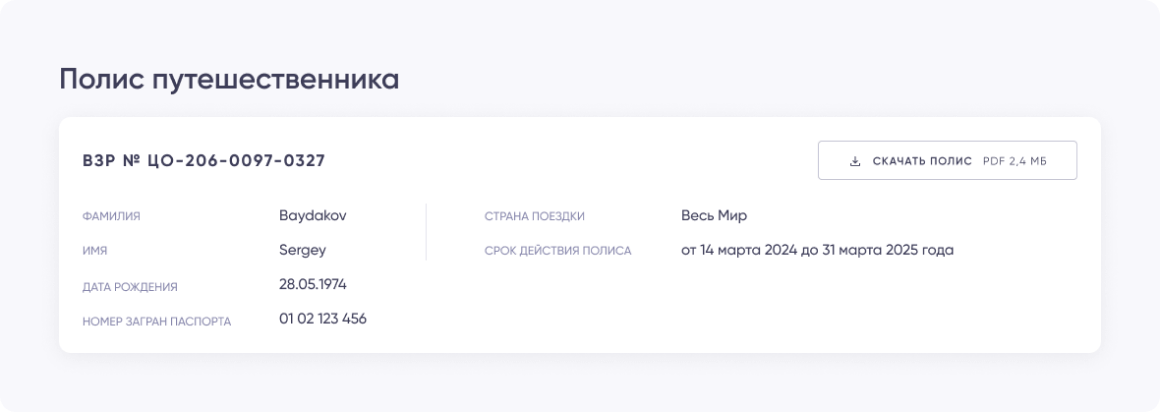 Полис путешественника
ВЗР № ЦО-206-0097-0327
СКАЧАТЬ ПОЛИС PDF 2,4 МБ
ФАМИЛИЯ Baydakov
ИМЯ Sergey
ДАТА РОЖДЕНИЯ 28.05.1974
НОМЕР ЗАГРАН ПАСПОРТА 01 02 123 456
СТРАНА ПОЕЗДКИ Весь Мир
СРОК ДЕЙСТВИЯ ПОЛИСА от 14 марта 2024 до 31 марта 2025 года